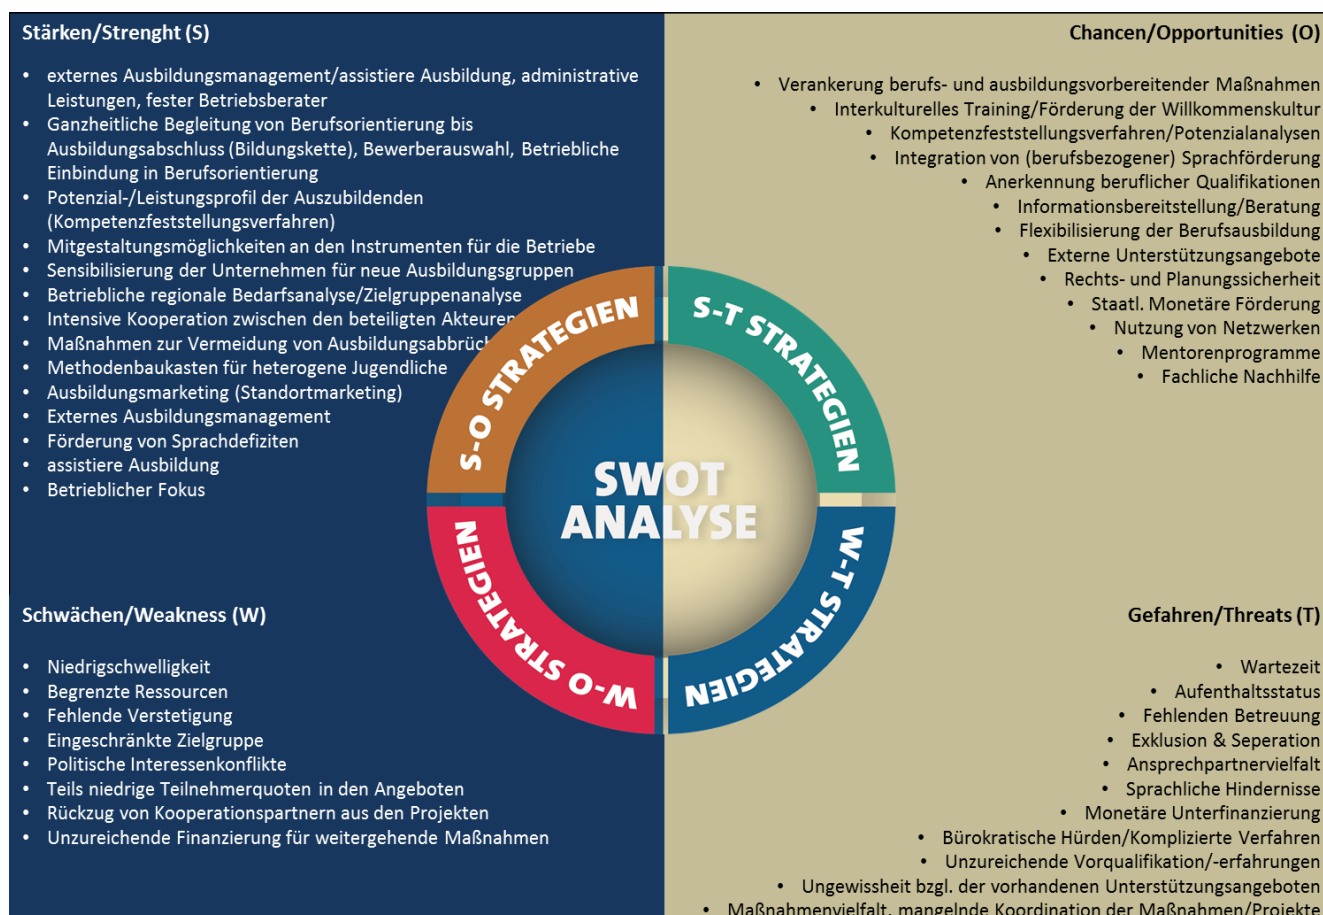 Stärken/Strenght (S)
• externes Ausbildungsmanagement/assistiere Ausbildung, administrative
Leistungen, fester Betriebsberater
• Ganzheitliche Begleitung von Berufsorientierung bis
Ausbildungsabschluss (Bildungskette), Bewerberauswahl, Betriebliche
Einbindung in Berufsorientierung
• Potenzial-/Leistungsprofil der Auszubildenden
(Kompetenzfeststellungsverfahren)
• Mitgestaltungsmöglichkeiten an den Instrumenten für die Betriebe
• Sensibilisierung der Unternehmen für neue Ausbildungsgruppen
• Betriebliche regionale Bedarfsanalyse/Zielgruppenanalyse
• Intensive Kooperation zwischen den beteiligten Akteuren
• Maßnahmen zur Vermeidung von Ausbildungsabbrüch
• Methodenbaukasten für heterogene Jugendliche
• Ausbildungsmarketing (Standortmarketing)
• Externes Ausbildungsmanagement
• Förderung von Sprachdefiziten
• assistiere Ausbildung
• Betrieblicher Fokus
Chancen/Opportunities (O)
• Verankerung berufs- und ausbildungsvorbereitender Maßnahmen
• Interkulturelles Training/Förderung der Willkommenskultur
• Kompetenzfeststellungsverfahren/Potenzialanalysen
• Integration von (berufsbezogener) Sprachförderung
• Anerkennung beruflicher Qualifikationen
• Informationsbereitstellung/Beratung
• Flexibilisierung der Berufsausbildung
• Externe Unterstützungsangebote
• Rechts- und Planungssicherheit
• Staatl. Monetäre Förderung
• Nutzung von Netzwerken
• Mentorenprogramme
• Fachliche Nachhilfe
S-O STRATEGIEN
S-T STRATEGIEN
SWOT
ANALYSE
W-O STRATEGIEN
W-T STRATEGIEN
Schwächen/Weakness (W)
• Niedrigschwelligkeit
• Begrenzte Ressourcen
• Fehlende Verstetigung
• Eingeschränkte Zielgruppe
• Politische Interessenkonflikte
• Teils niedrige Teilnehmerquoten in den Angeboten
• Rückzug von Kooperationspartnern aus den Projekten
• Unzureichende Finanzierung für weitergehende Maßnahmen
Gefahren/Threats (T)
• Wartezeit
• Aufenthaltsstatus
• Fehlenden Betreuung
• Exklusion & Seperation
• Ansprechpartnervielfalt
• Sprachliche Hindernisse
• Monetäre Unterfinanzierung
• Bürokratische Hürden/Komplizierte Verfahren
• Unzureichende Vorqualifikation/-erfahrungen
• Ungewissheit bzgl. der vorhandenen Unterstützungsangeboten
• Maßnahmenvielfalt, mangelnde Koordination der Maßnahmen/Projekte